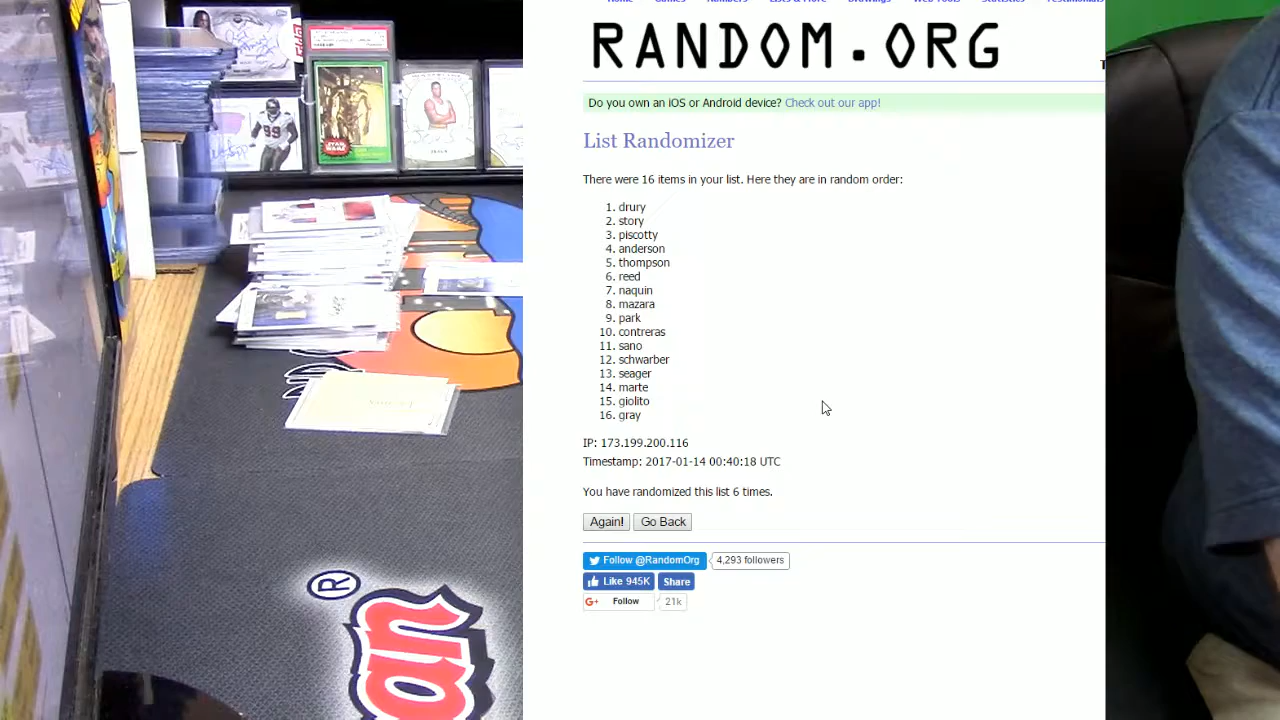 RANDOM.ORG
Do you own an iOS or Android device? Check out our app!
List Randomizer
There were 16 items in your list. Here they are in random order:
1. drury
2. story
3. piscotty
4. anderson
5. thompson
6. reed
7. naquin
8. mazara
9. park
10. contreras
11. sano
12. schwarber
13. seager
14. marte
15. giolito
16. gray
IP: 173.199.200.116
Timestamp: 2017-01-14 00:40:18 UTC
You have randomized this list 6 times.
Again! Go Back
Follow @RandomOrg 4,293 followers
Like 945K Share
G+ Follow 21k
STAR WARS
99
®
an